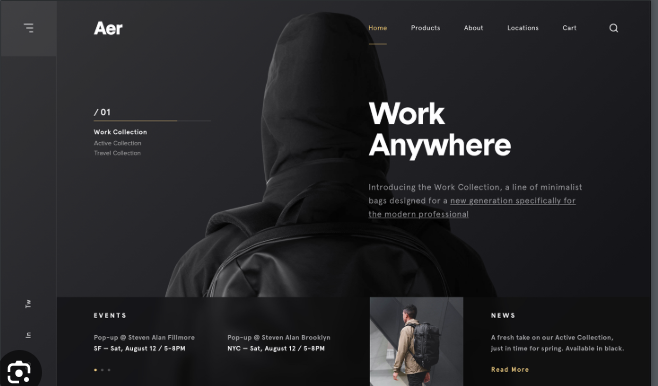 Aer
Home Products About Locations Cart
/ 01
Work Collection
Active Collection
Travel Collection
Work
Anywhere
Introducing the Work Collection, a line of minimalist
bags designed for a new generation specifically for
the modern professional
Tw
In
EVENTS
Pop-up @ Steven Alan Fillmore
SF — Sat, August 12 / 5-8PM
Pop-up @ Steven Alan Brooklyn
NYC — Sat, August 12 / 5-8PM
NEWS
A fresh take on our Active Collection,
just in time for spring. Available in black.
Read More